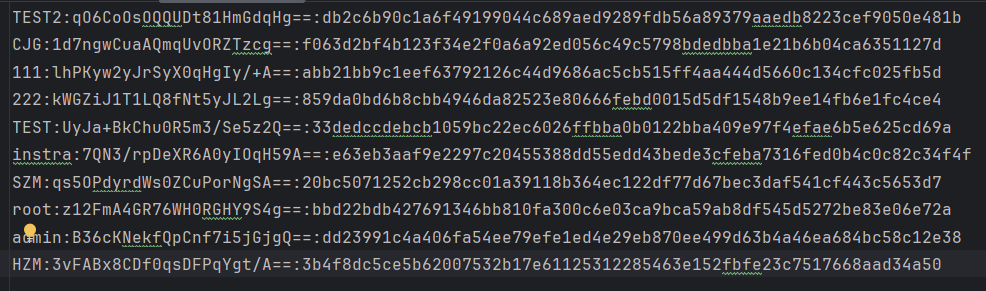 TEST2:qO6CoOsOQQUDt81HmGdqHg==:db2c6b90c1a6f49199044c689aed9289fdb56a89379aaedb8223cef9050e481b
CJG:1d7ngwCuaAQmqUvORZTzcg==:f063d2bf4b123f34e2f0a6a92ed056c49c5798bdedbba1e21b6b04ca6351127d
111:lhPKyw2yJrSyX0qHgIy/+A==:abb21bb9c1eef63792126c44d9686ac5cb515ff4aa444d5660c134cfc025fb5d
222:kWGZiJ1T1LQ8fNt5yJL2Lg==:859da0bd6b8cbb4946da82523e80666febd0015d5df1548b9ee14fb6e1fc4ce4
TEST:UyJa+BkChu0R5m3/Se5z2Q==:33dedccdebcb1059bc22ec6026ffbba0b0122bba409e97f4efae6b5e625cd69a
instra:7QN3/rpDeXR6A0yIOqH59A==:e63eb3aaf9e2297c20455388dd55edd43bede3cfeba7316fed0b4c0c82c34f4f
SZM:qs5OPdyrdWs0ZCuPorNgSA==:20bc5071252cb298cc01a39118b364ec122df77d67bec3daf541cf443c5653d7
root:z12FmA4GR76WH0RGHY9S4g==:bbd22bdb427691346bb810fa300c6e03ca9bca59ab8df545d5272be83e06e72a
admin:B36cKNekfQpCnf7i5jGjgQ==:dd23991c4a406fa54ee79efe1ed4e29eb870ee499d63b4a46ea684bc58c12e38
HZM:3vFABx8CDf0qsDFPqYgt/A==:3b4f8dc5ce5b62007532b17e61125312285463e152fbfe23c7517668aad34a50